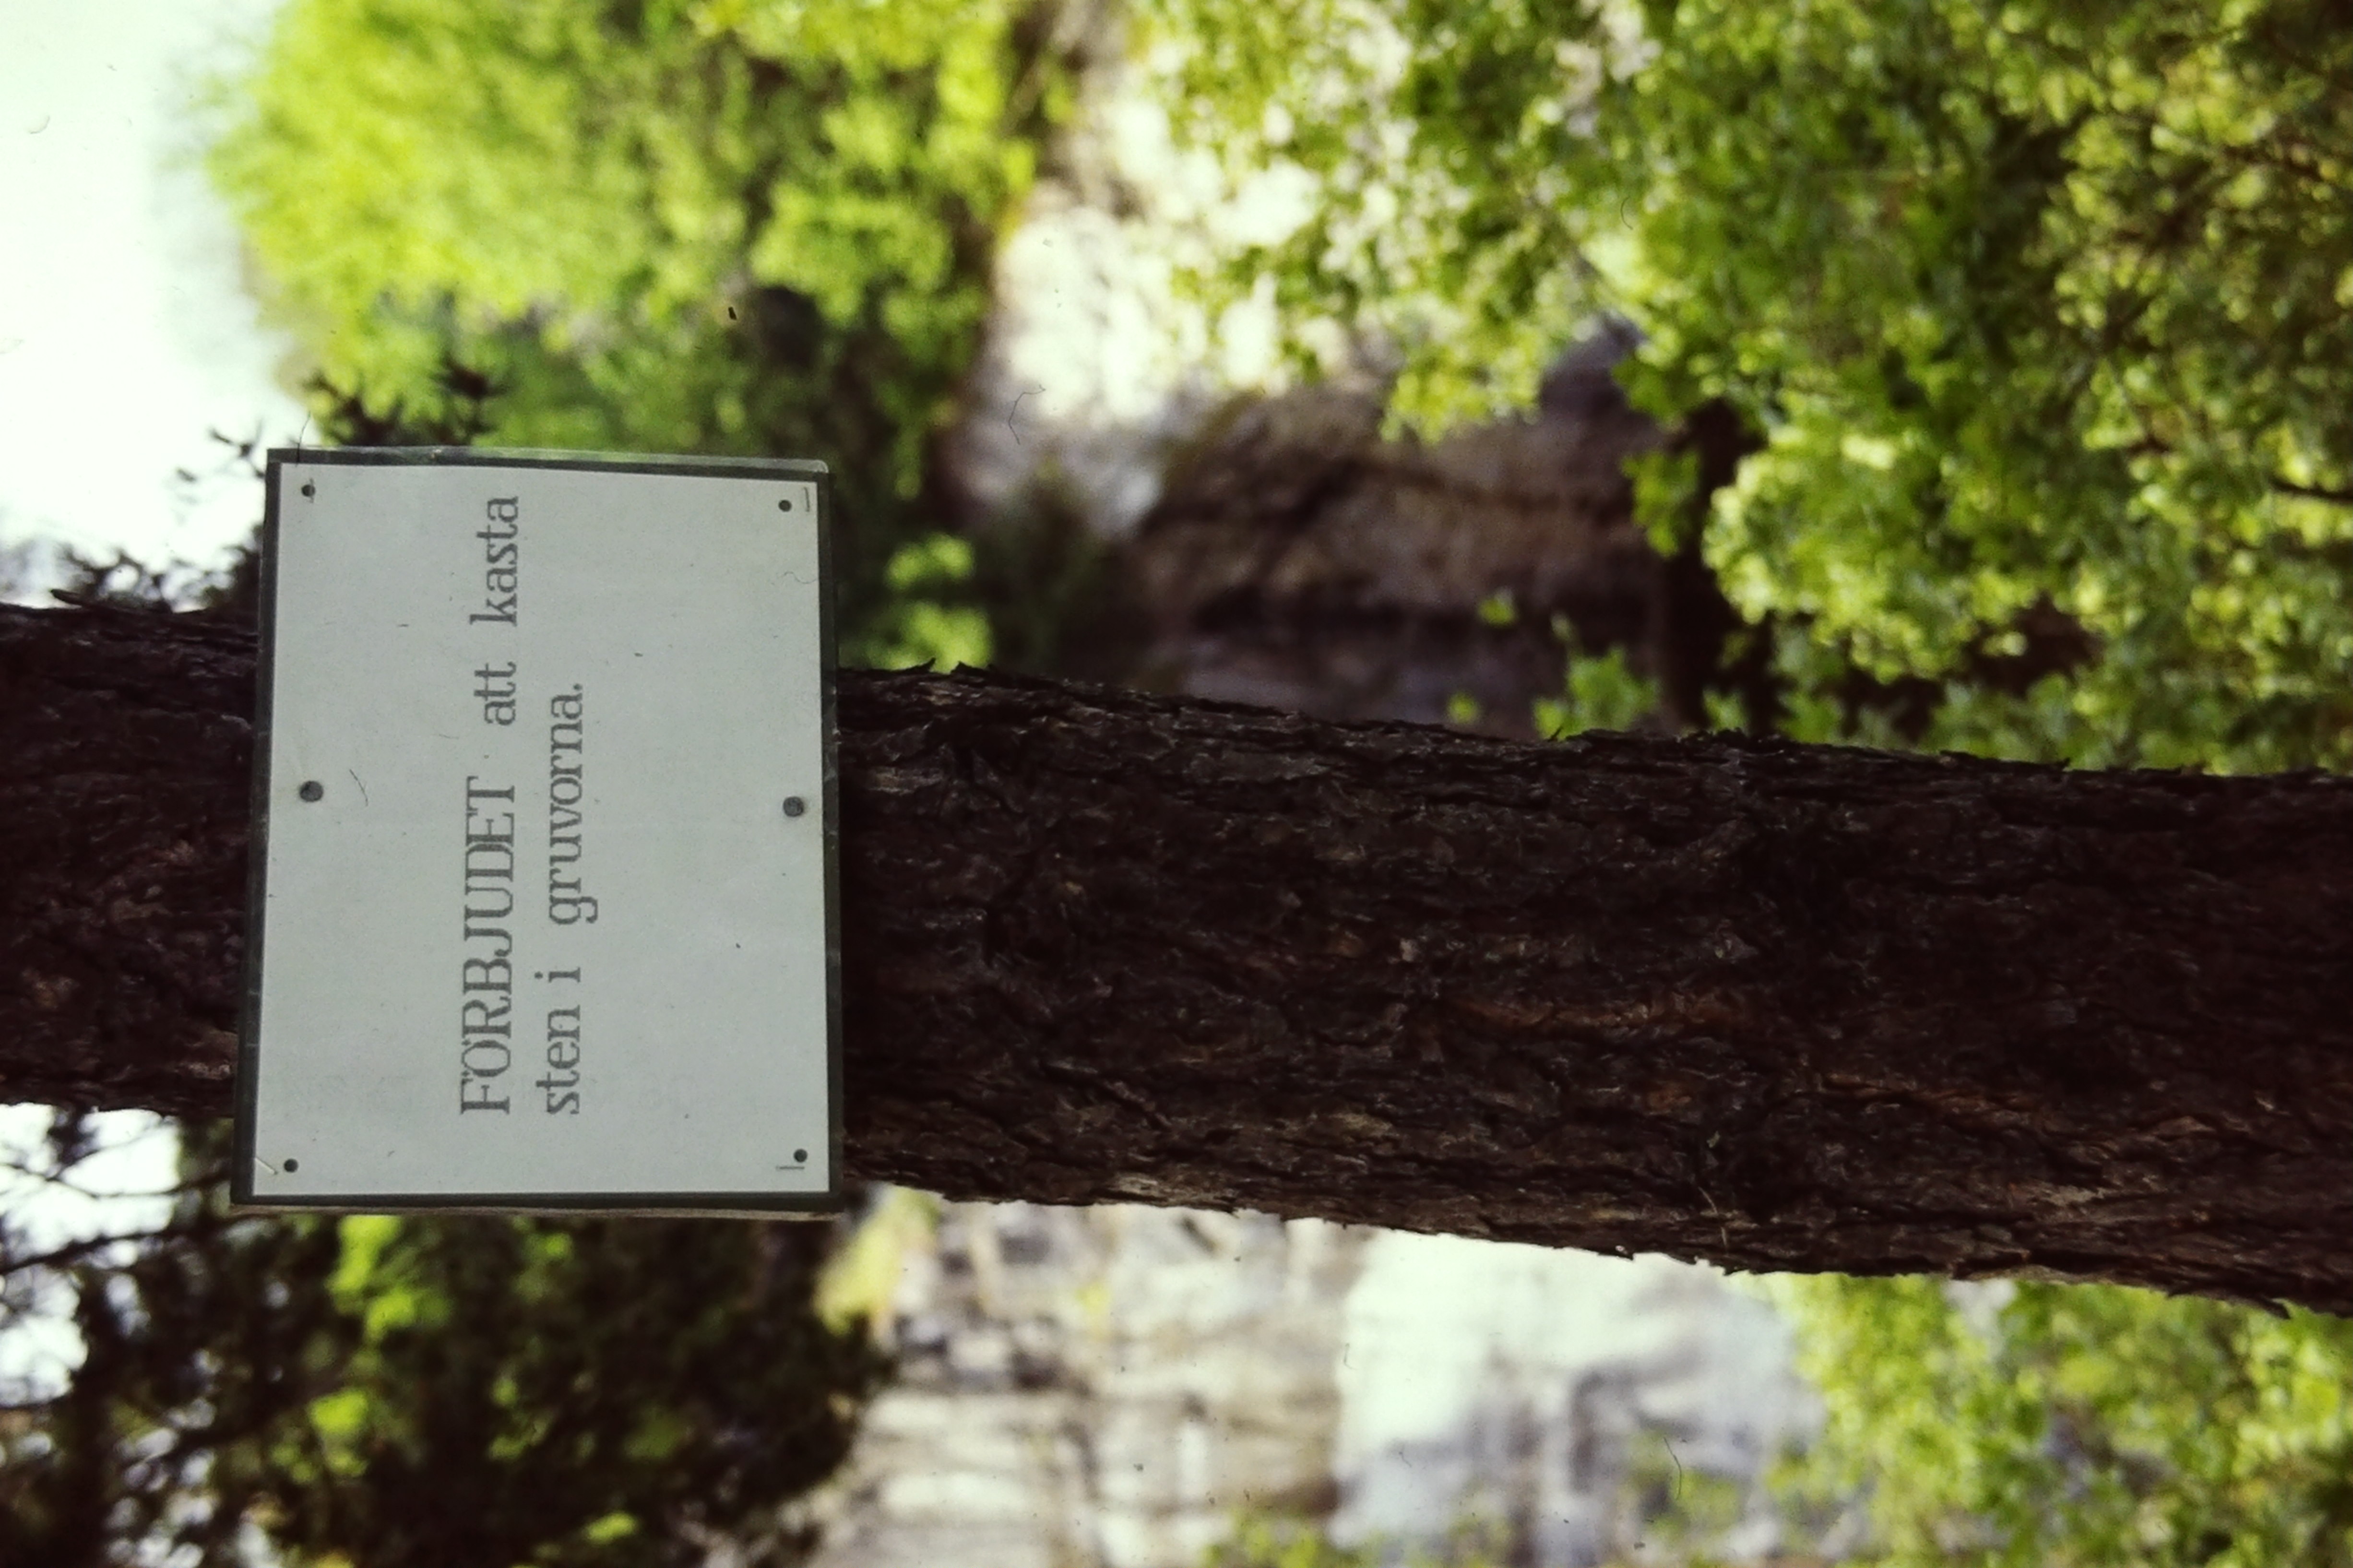 FÖRBJUDET att kasta
sten i gruvorna.